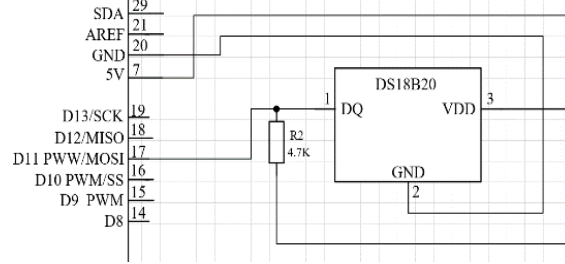 SDA 29
AREF 21
GND 20
5V 7
D13/SCK 19
D12/MISO 18
D11 PWW/MOSI 17
D10 PWM/SS 16
D9 PWM 15
D8 14
R2
4.7K
DS18B20
1 DQ VDD 3
GND
2